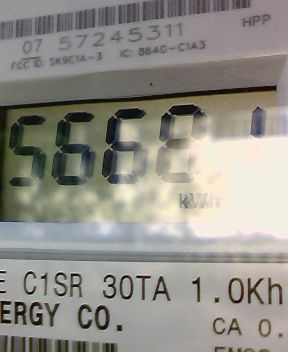 HPP
07 57245311
FCC ID: SK9C1A-3 IC: 864G-C1A3
5668
kWh
E C1SR 30TA 1.0Kh
ERGY CO.
CA 0.